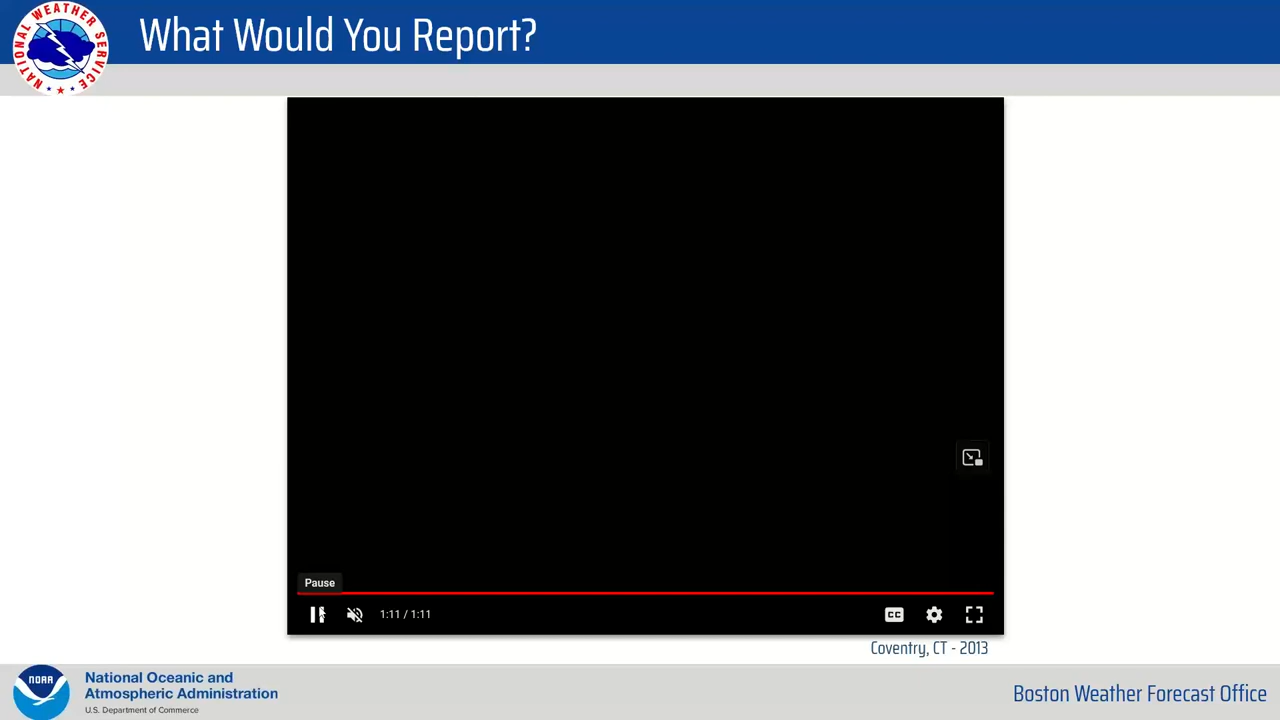 NATIONAL WEATHER SERVICE
What Would You Report?
Pause
1:11 / 1:11
CC
Coventry, CT - 2013
NOAA
National Oceanic and
Atmospheric Administration
U.S. Department of Commerce
Boston Weather Forecast Office